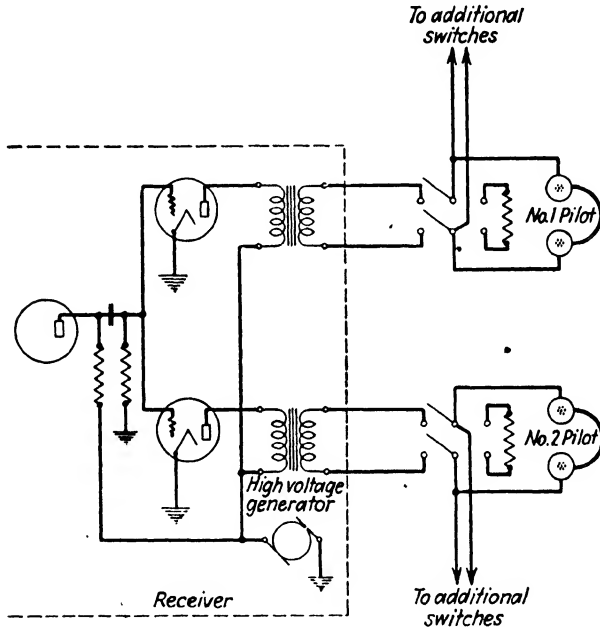 To additional
switches
No.1 Pilot
No.2 Pilot
High voltage
generator
Receiver
To additional
switches